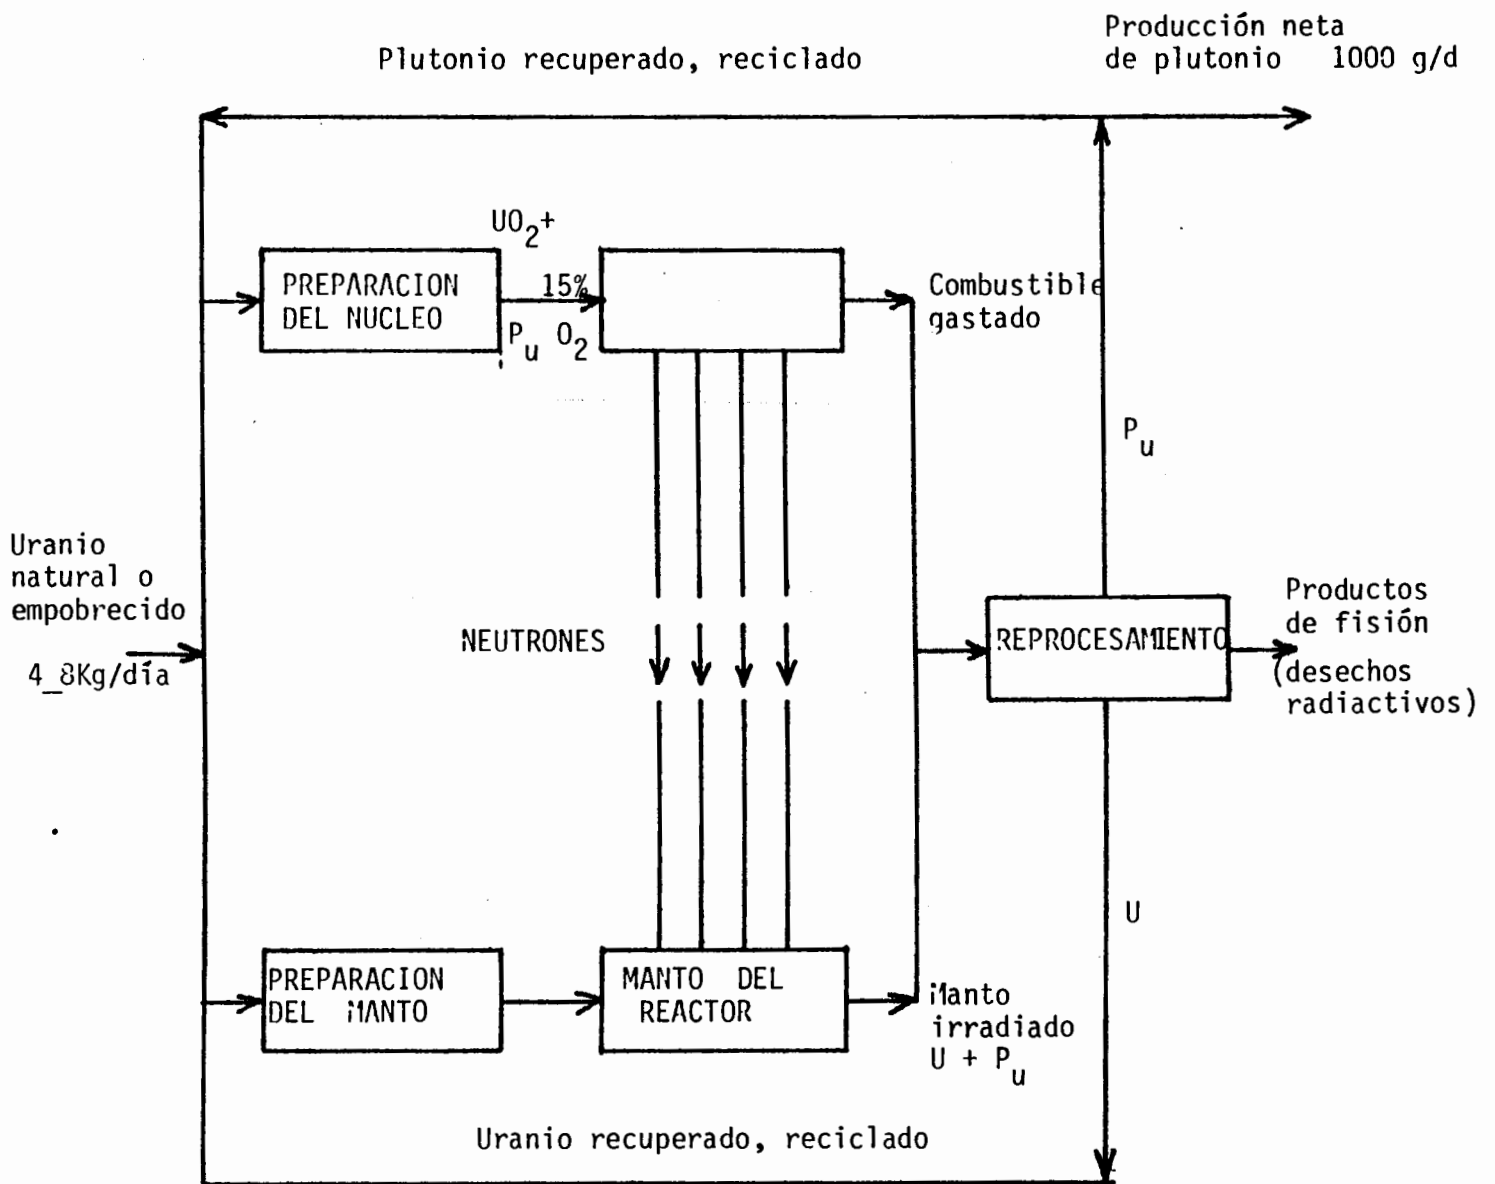 Producción neta
de plutonio 1000 g/d
Plutonio recuperado, reciclado
UO2+
15%
Pu O2
PREPARACION
DEL NUCLEO
Combustible
gastado
Pu
Uranio
natural o
empobrecido
4_8Kg/día
NEUTRONES
REPROCESAMIENTO
Productos
de fisión
(desechos
radiactivos)
U
PREPARACION
DEL MANTO
MANTO DEL
REACTOR
Manto
irradiado
U + Pu
Uranio recuperado, reciclado